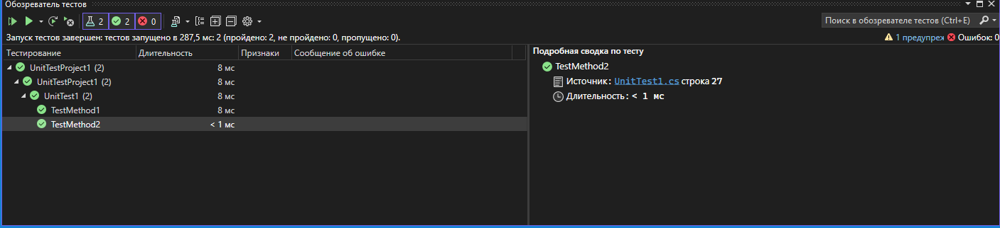 Обозреватель тестов
2 2 0
Поиск в обозревателе тестов (Ctrl+E)
Запуск тестов завершен: тестов запущено в 287,5 мс: 2 (пройдено: 2, не пройдено: 0, пропущено: 0).
1 предупреж Ошибок: 0
Тестирование Длительность Признаки Сообщение об ошибке
UnitTestProject1 (2) 8 мс
UnitTestProject1 (2) 8 мс
UnitTest1 (2) 8 мс
TestMethod1 8 мс
TestMethod2 < 1 мс
Подробная сводка по тесту
TestMethod2
Источник: UnitTest1.cs строка 27
Длительность: < 1 мс